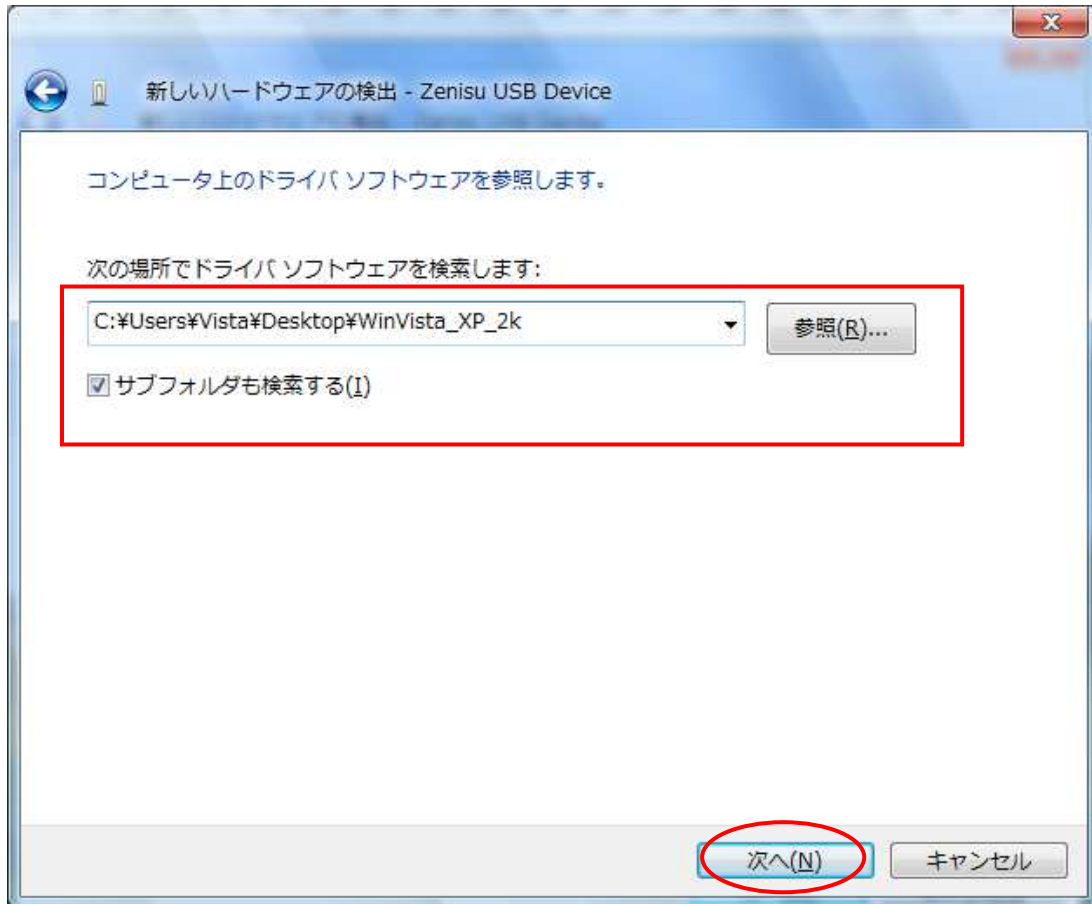 新しいハードウェアの検出 - Zenisu USB Device
コンピュータ上のドライバ ソフトウェアを参照します。
次の場所でドライバ ソフトウェアを検索します:
C:¥Users¥Vista¥Desktop¥WinVista_XP_2k
参照(R)...
サブフォルダも検索する(I)
次へ(N)
キャンセル